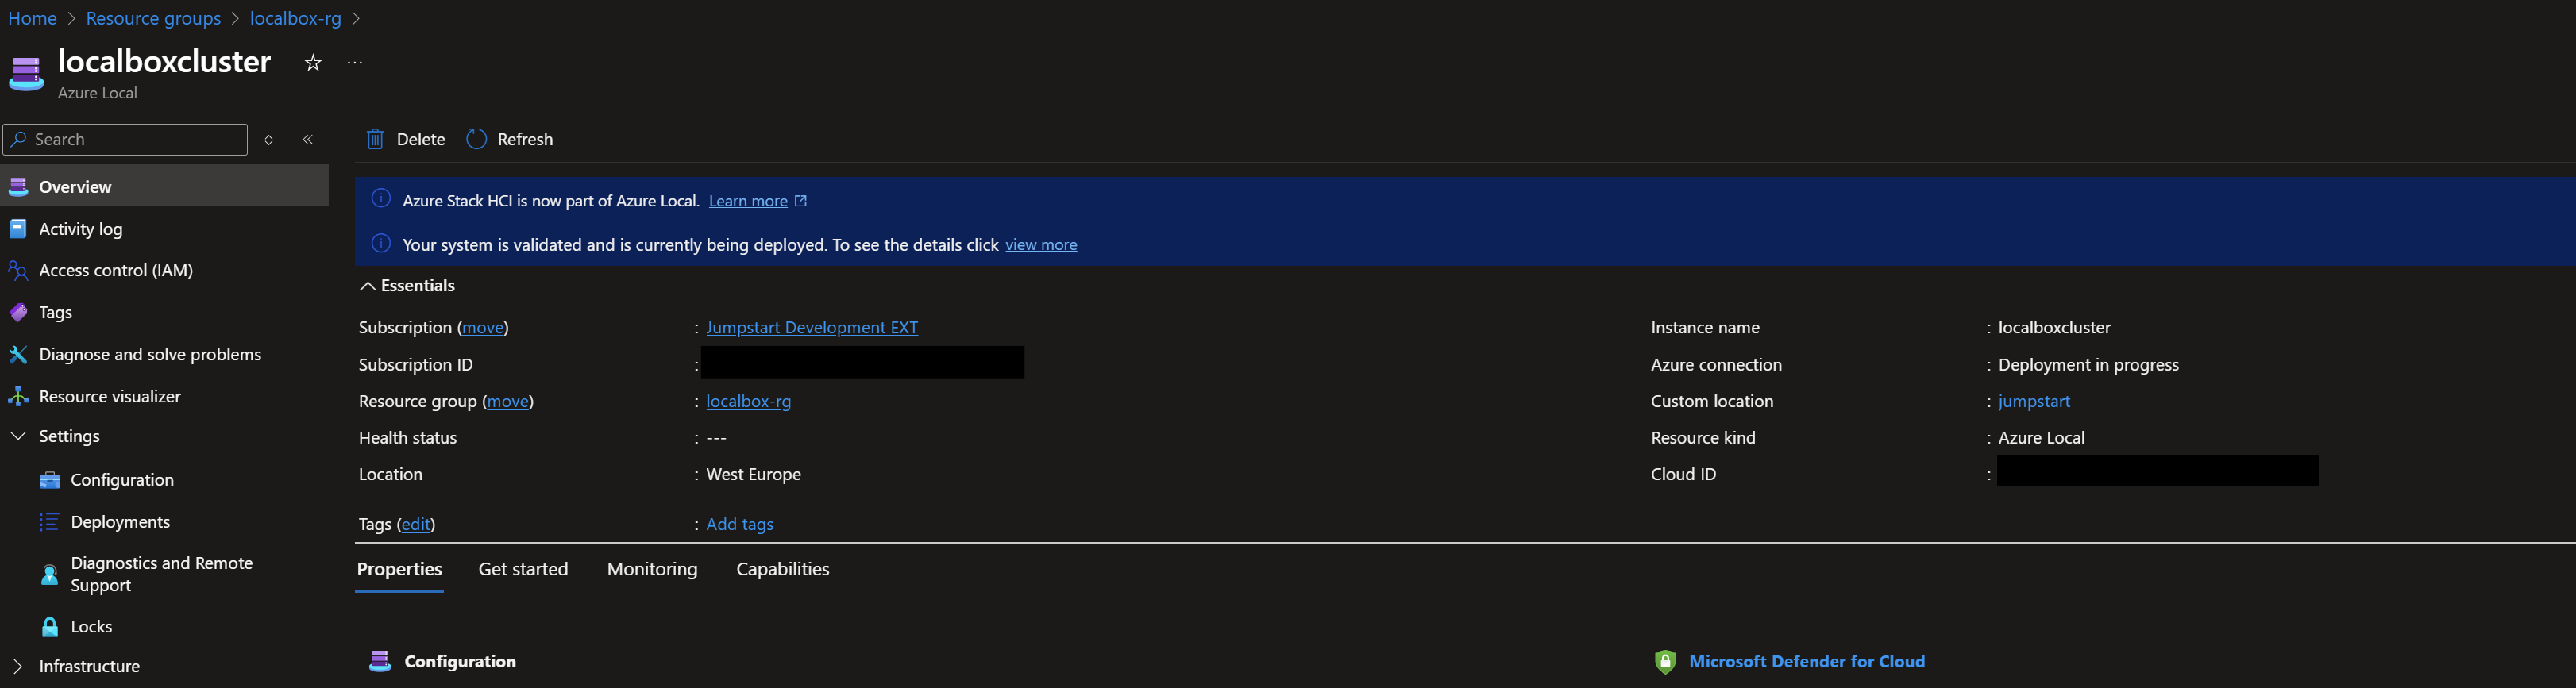 Home > Resource groups > localbox-rg >
localboxcluster
Azure Local
Search
Delete
Refresh
Overview
Activity log
Access control (IAM)
Tags
Diagnose and solve problems
Resource visualizer
Settings
Configuration
Deployments
Diagnostics and Remote
Support
Locks
Infrastructure
Azure Stack HCI is now part of Azure Local. Learn more
Your system is validated and is currently being deployed. To see the details click view more
Essentials
Subscription (move) : Jumpstart Development EXT
Subscription ID :
Resource group (move) : localbox-rg
Health status : ---
Location : West Europe
Tags (edit) : Add tags
Instance name : localboxcluster
Azure connection : Deployment in progress
Custom location : jumpstart
Resource kind : Azure Local
Cloud ID :
Properties Get started Monitoring Capabilities
Configuration
Microsoft Defender for Cloud